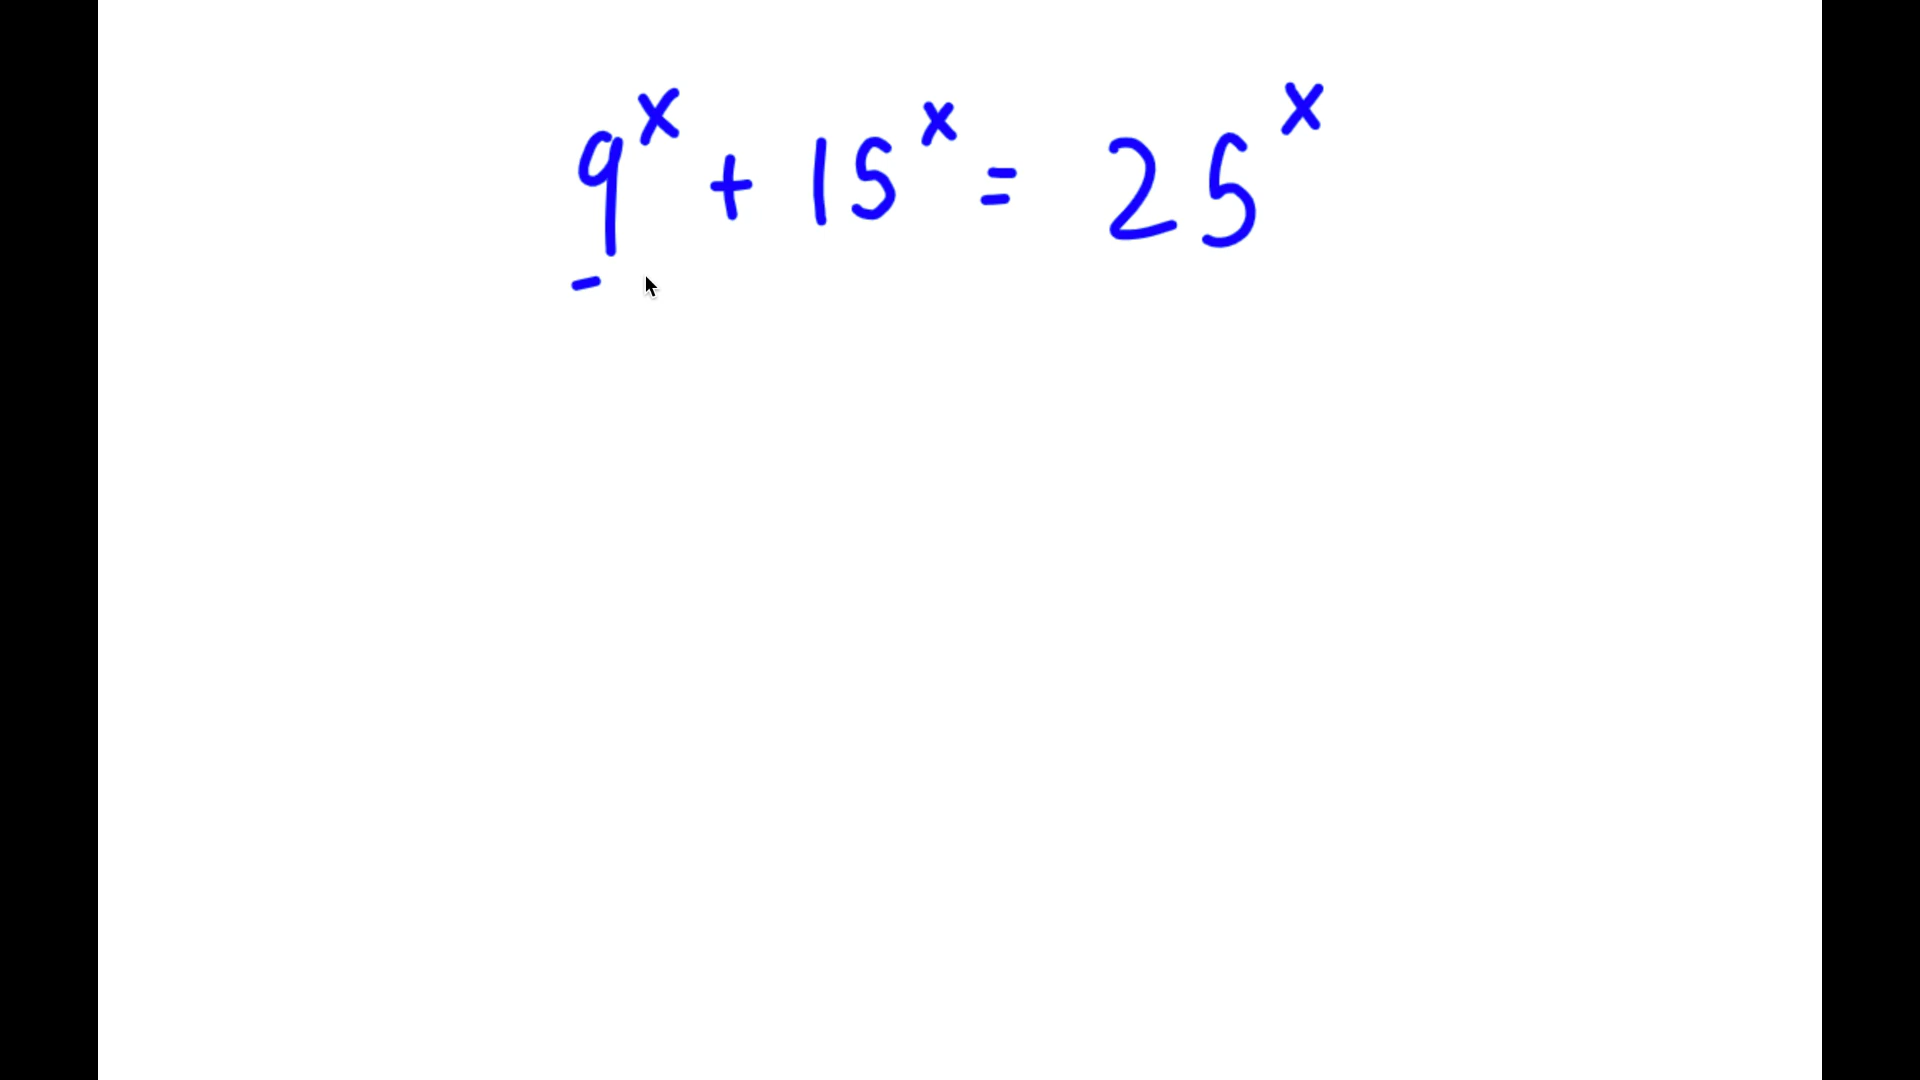 9^x + 15^x = 25^x
-